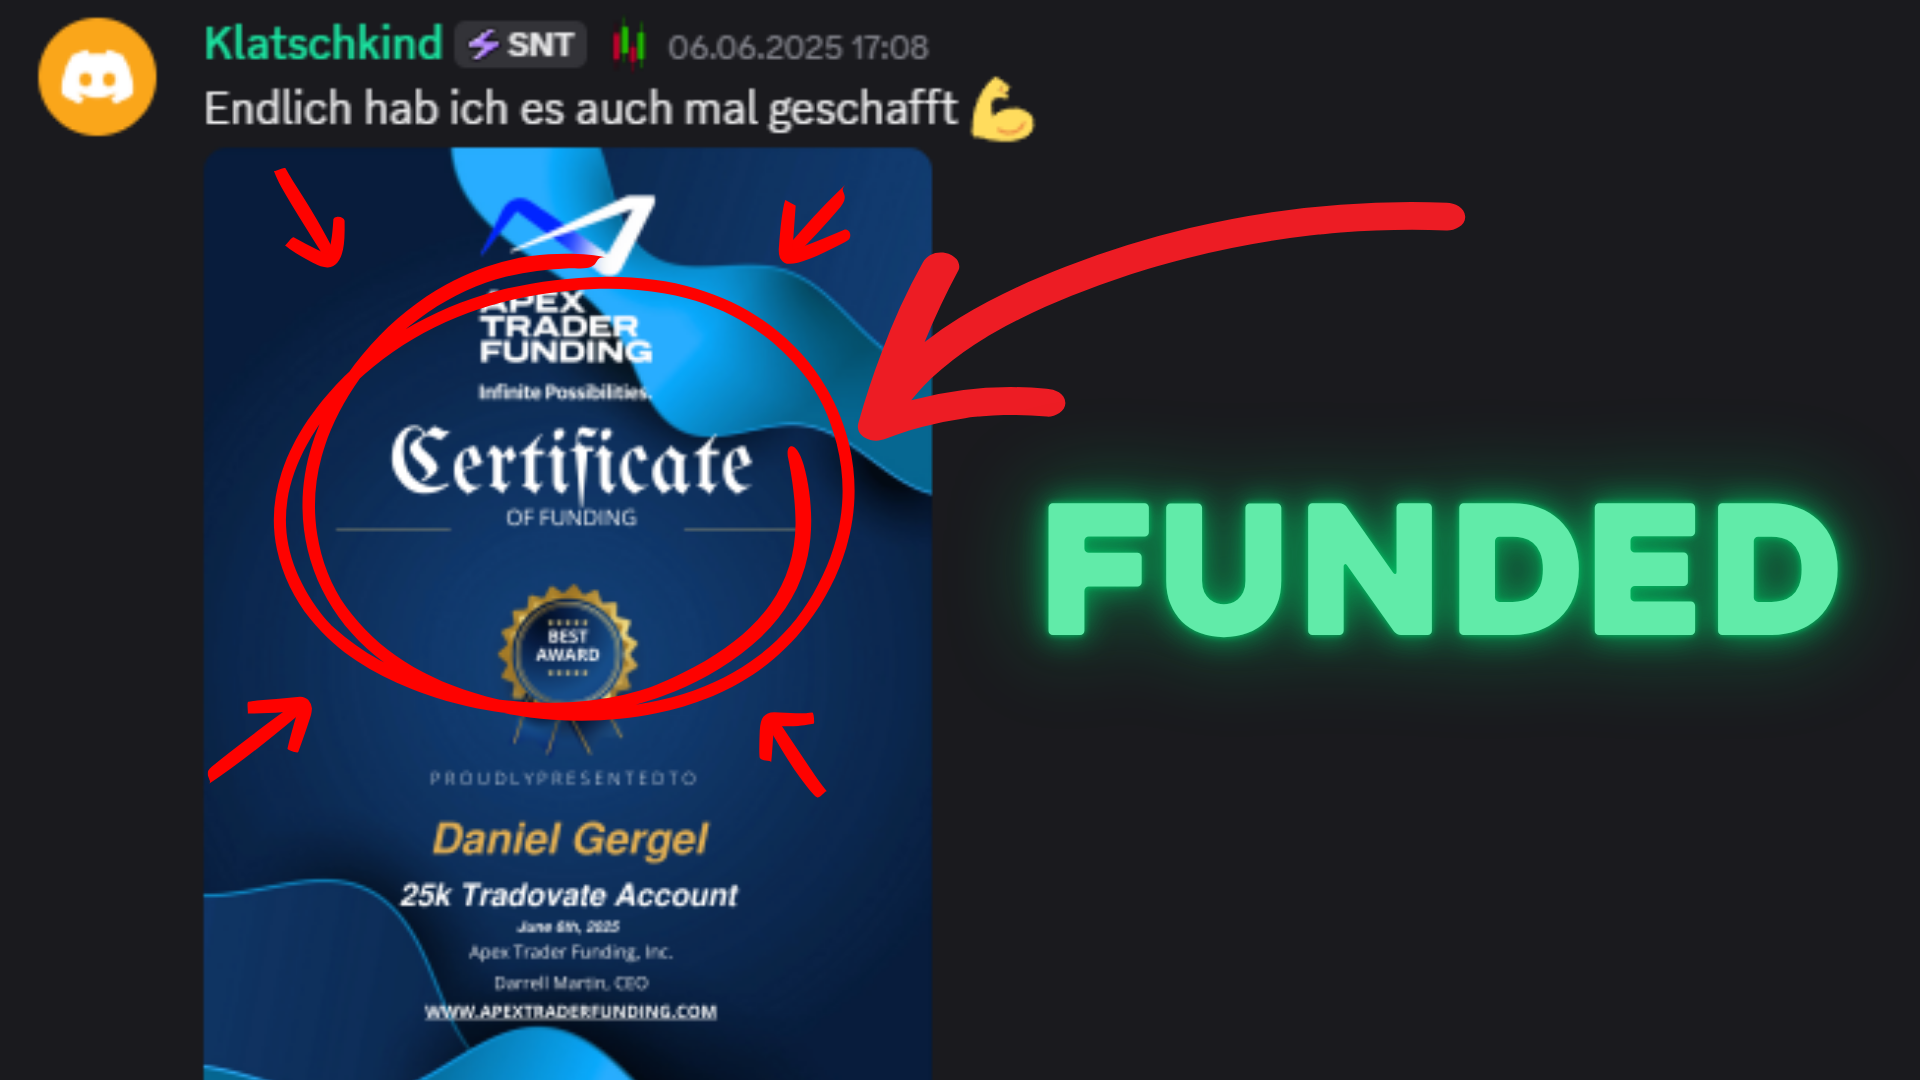 Klatschkind SNT 06.06.2025 17:08
Endlich hab ich es auch mal geschafft 💪
APEX
TRADER
FUNDING
Infinite Possibilities.
Certificate
OF FUNDING
BEST
AWARD
FUNDED
PROUDLYPRESENTEDTO
Daniel Gergel
25k Tradovate Account
June 6th, 2025
Apex Trader Funding, Inc.
Darrell Martin, CEO
WWW.APEXTRADERFUNDING.COM